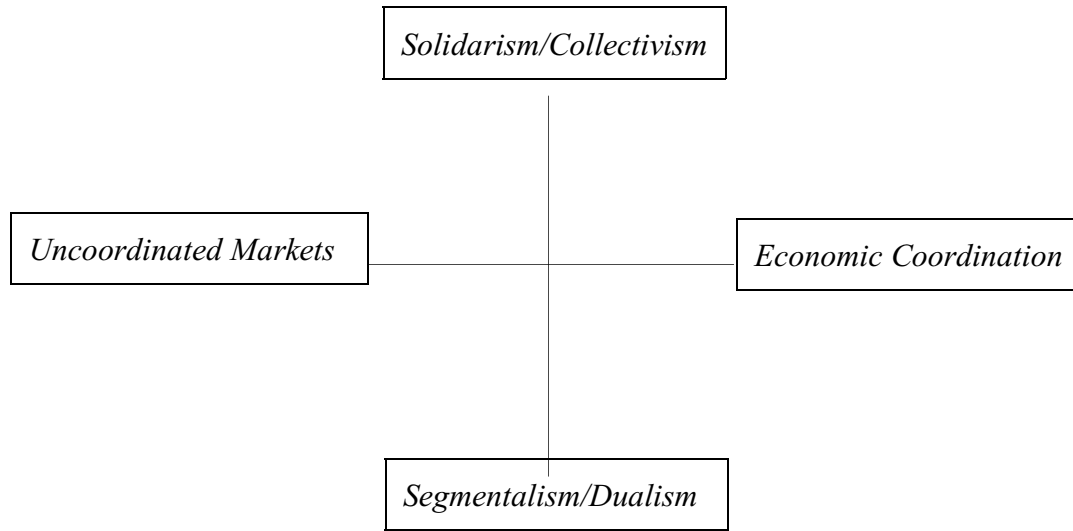 Solidarism/Collectivism
Uncoordinated Markets
Economic Coordination
Segmentalism/Dualism